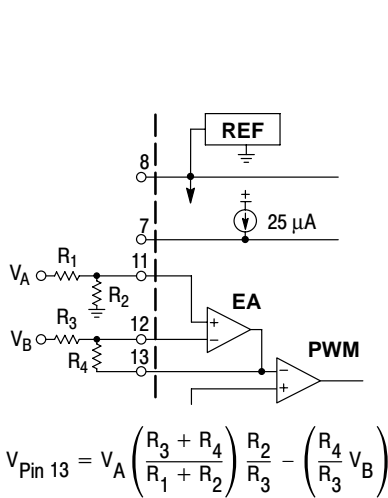 REF
8
+
25 μA
7
R1
11
VA
R2
EA
R3
12
+
VB
−
R4
13
PWM
−
+
VPin 13 = VA ( R3 + R4 / R1 + R2 ) R2 / R3 − ( R4 / R3 VB )